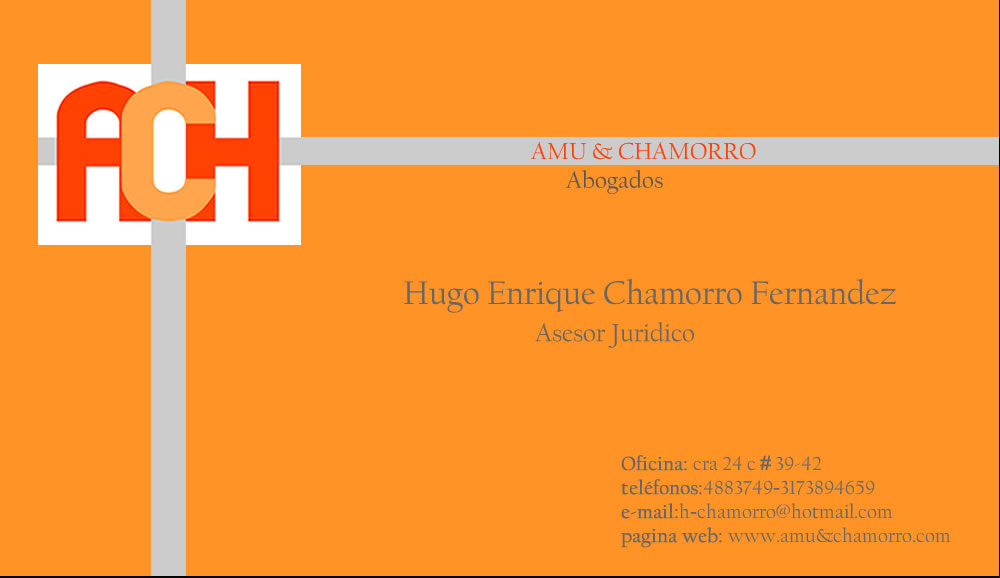 ACH
AMU & CHAMORRO
Abogados
Hugo Enrique Chamorro Fernandez
Asesor Juridico
Oficina: cra 24 c # 39-42
teléfonos:4883749-3173894659
e-mail:h-chamorro@hotmail.com
pagina web: www.amu&chamorro.com